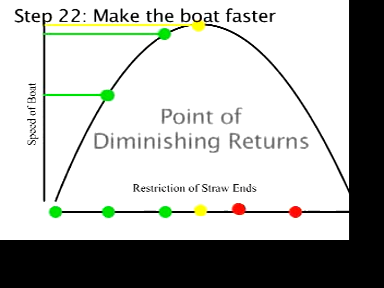 Step 22: Make the boat faster
Speed of Boat
Point of
Diminishing Returns
Restriction of Straw Ends